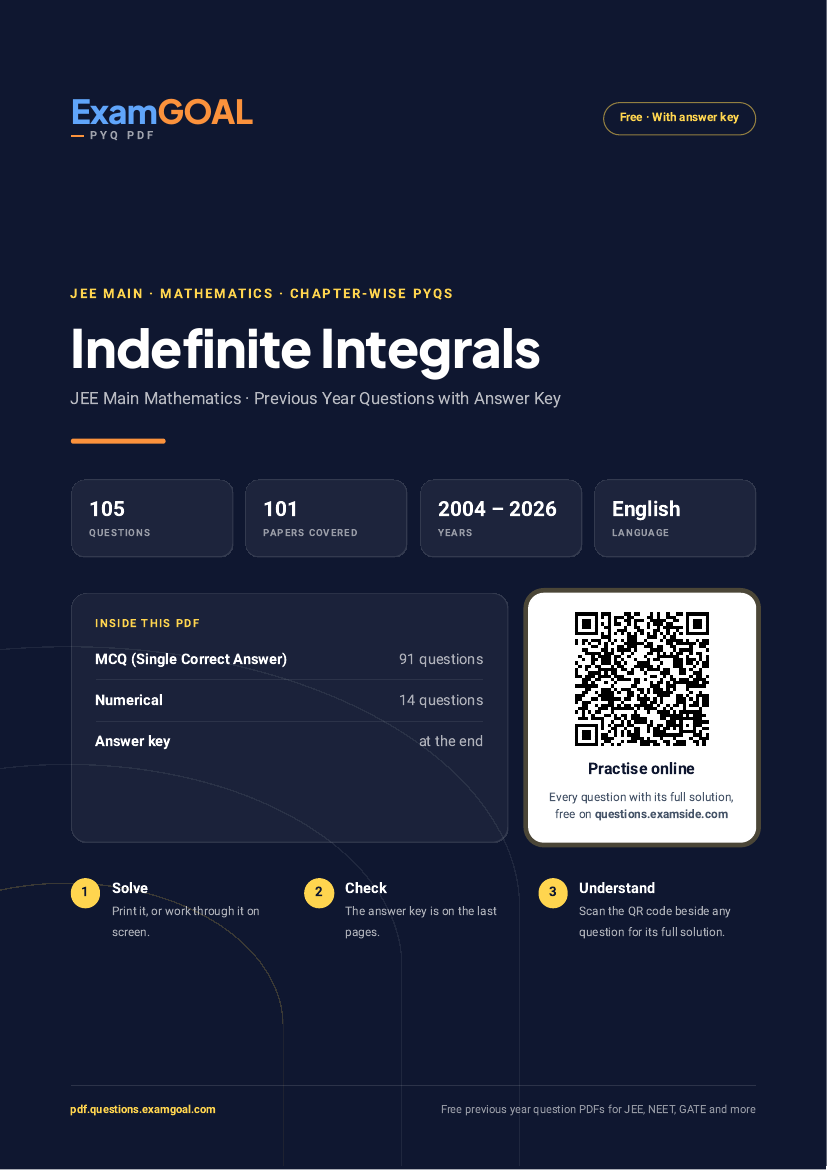 ExamGOAL
PYQ PDF
Free · With answer key
JEE MAIN · MATHEMATICS · CHAPTER-WISE PYQS
Indefinite Integrals
JEE Main Mathematics · Previous Year Questions with Answer Key
105
QUESTIONS
101
PAPERS COVERED
2004 – 2026
YEARS
English
LANGUAGE
INSIDE THIS PDF
MCQ (Single Correct Answer) 91 questions
Numerical 14 questions
Answer key at the end
Practise online
Every question with its full solution,
free on questions.examside.com
1 Solve
Print it, or work through it on
screen.
2 Check
The answer key is on the last
pages.
3 Understand
Scan the QR code beside any
question for its full solution.
pdf.questions.examgoal.com
Free previous year question PDFs for JEE, NEET, GATE and more